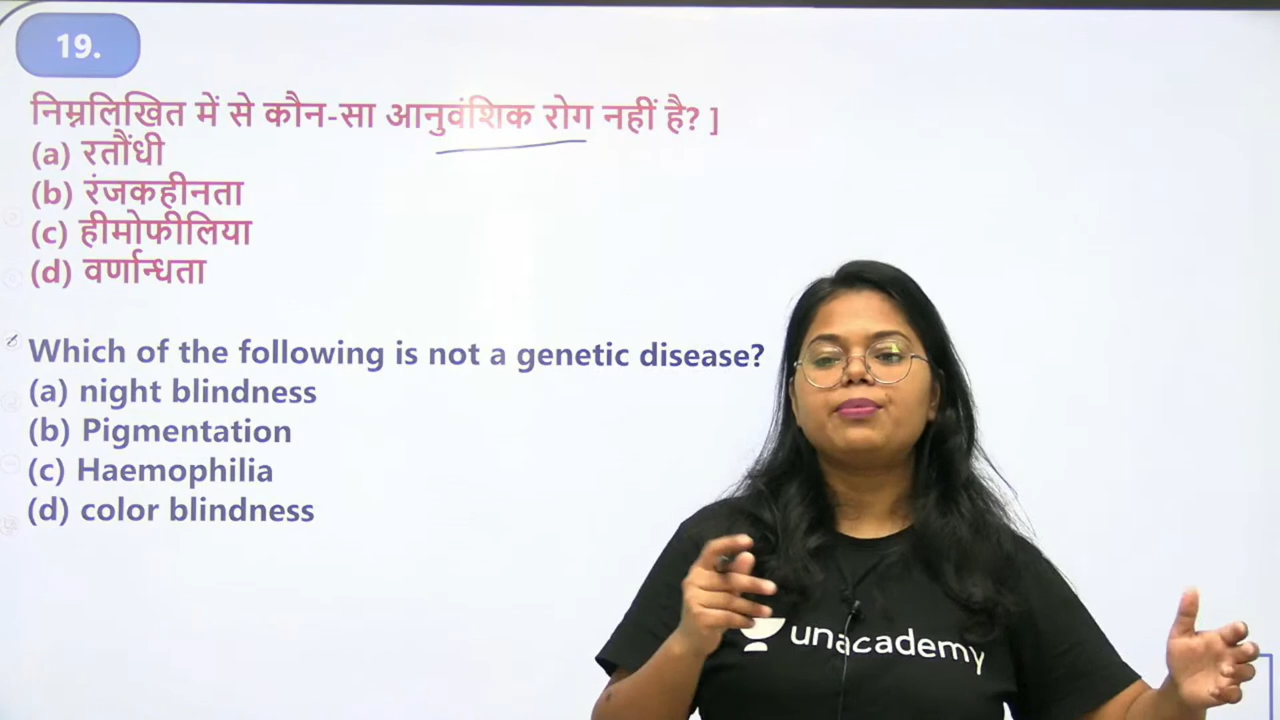 19.
निम्नलिखित में से कौन-सा आनुवंशिक रोग नहीं है? ]
(a) रतौंधी
(b) रंजकहीनता
(c) हीमोफीलिया
(d) वर्णान्धता
Which of the following is not a genetic disease?
(a) night blindness
(b) Pigmentation
(c) Haemophilia
(d) color blindness
unacademy